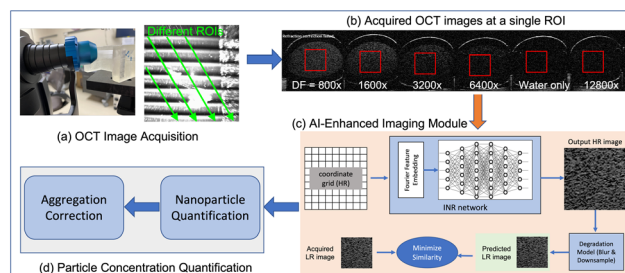 Different ROIs
(a) OCT Image Acquisition
(b) Acquired OCT images at a single ROI
DF = 800x
1600x
3200x
6400x
Water only
12800x
(c) AI-Enhanced Imaging Module
coordinate
grid (HR)
Fourier Feature
Embedding
INR network
Output HR image
Degradation
Model (Blur &
Downsample)
Predicted
LR image
Minimize
Similarity
Acquired
LR image
Nanoparticle
Quantification
Aggregation
Correction
(d) Particle Concentration Quantification